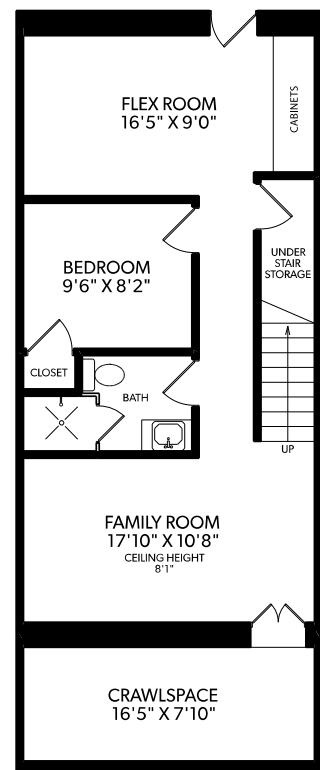 FLEX ROOM
16'5" X 9'0"
CABINETS
UNDER
STAIR
STORAGE
BEDROOM
9'6" X 8'2"
CLOSET
BATH
UP
FAMILY ROOM
17'10" X 10'8"
CEILING HEIGHT
8'1"
CRAWLSPACE
16'5" X 7'10"